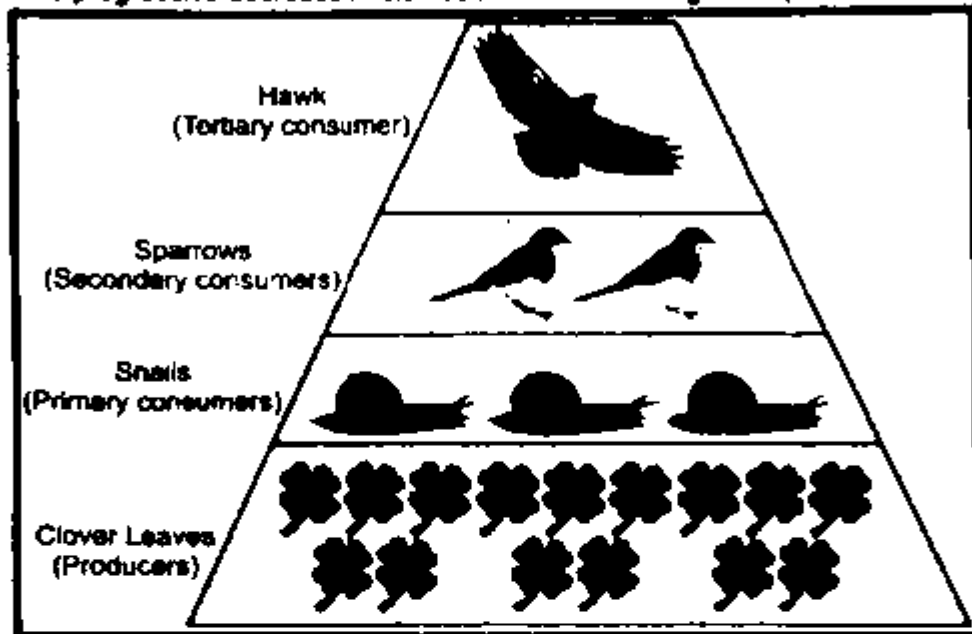 Hawk
(Tertiary consumer)
Sparrows
(Secondary consumers)
Snails
(Primary consumers)
Clover Leaves
(Producers)